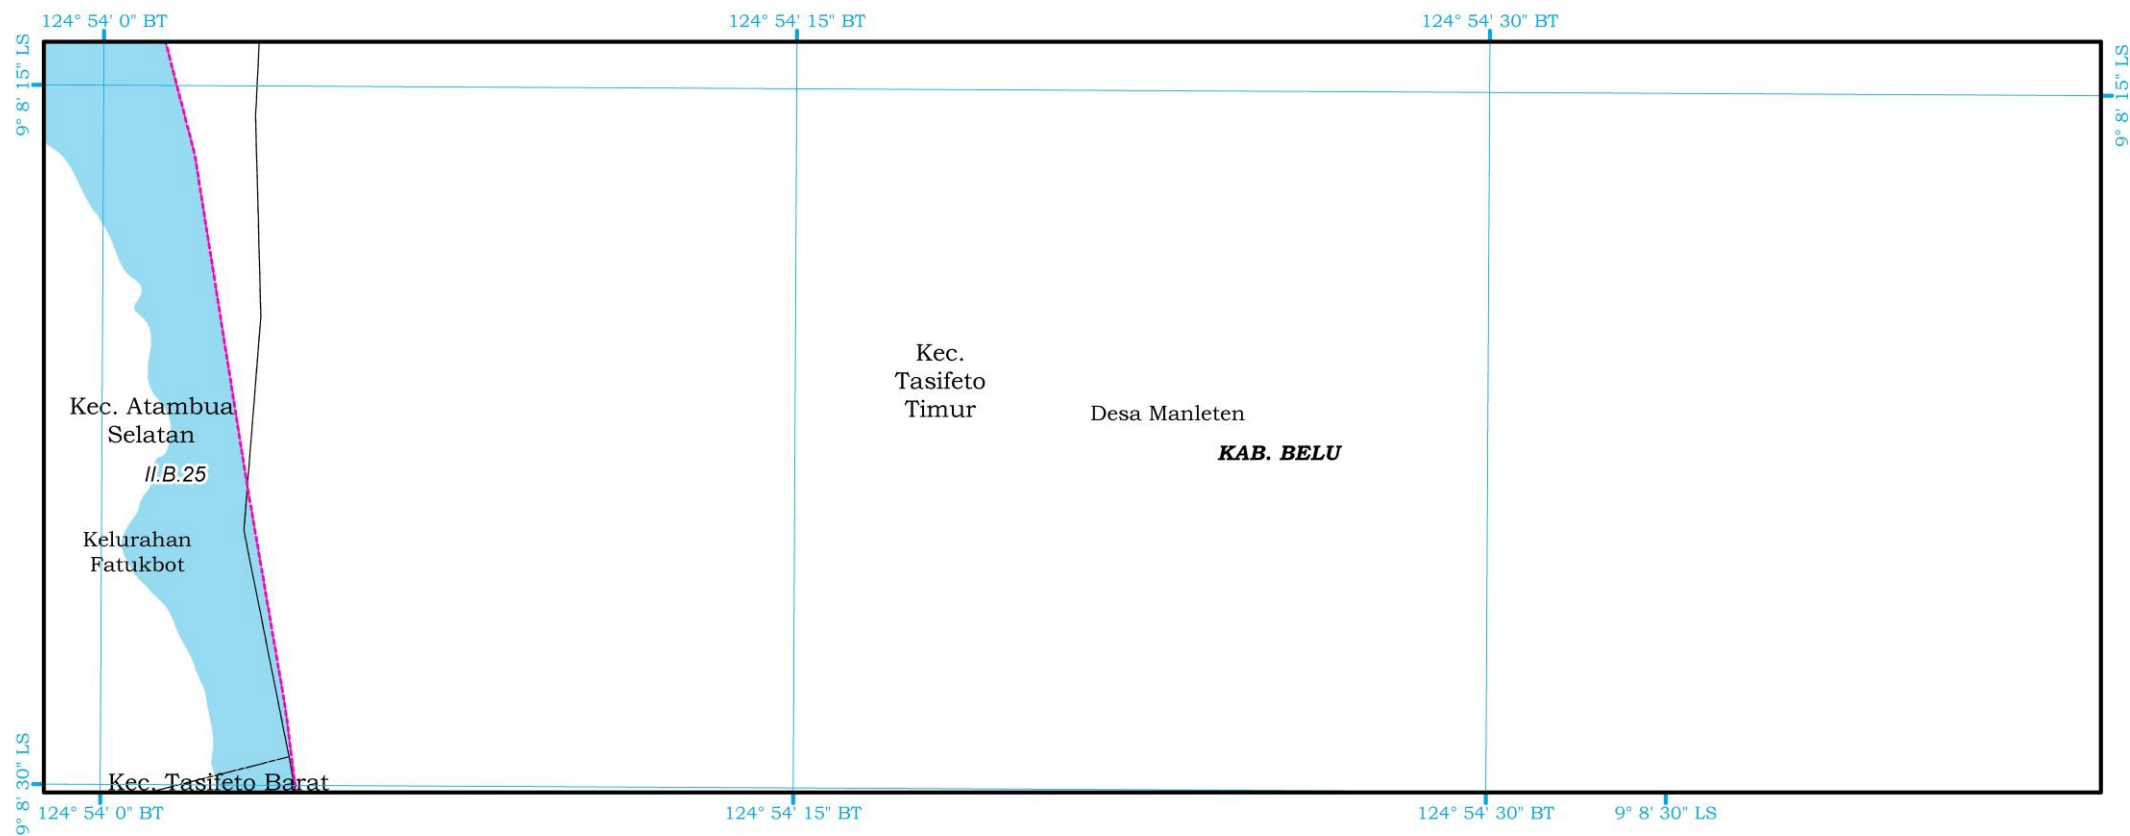 124° 54' 0" BT
124° 54' 15" BT
124° 54' 30" BT
9° 8' 15" LS
9° 8' 15" LS
Kec.
Tasifeto
Timur
Desa Manleten
KAB. BELU
Kec. Atambua
Selatan
II.B.25
Kelurahan
Fatukbot
Kec. Tasifeto Barat
9° 8' 30" LS
124° 54' 0" BT
124° 54' 15" BT
124° 54' 30" BT
9° 8' 30" LS